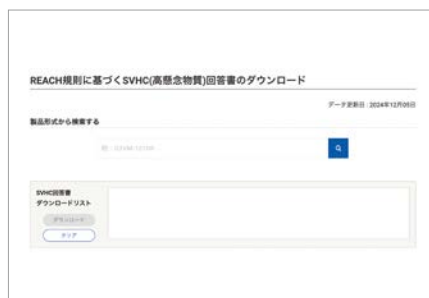 REACH規則に基づくSVHC(高懸念物質)回答書のダウンロード
データ更新日：2024年12月05日
製品形式から検索する
SVHC回答書
ダウンロードリスト
ダウンロード
クリア